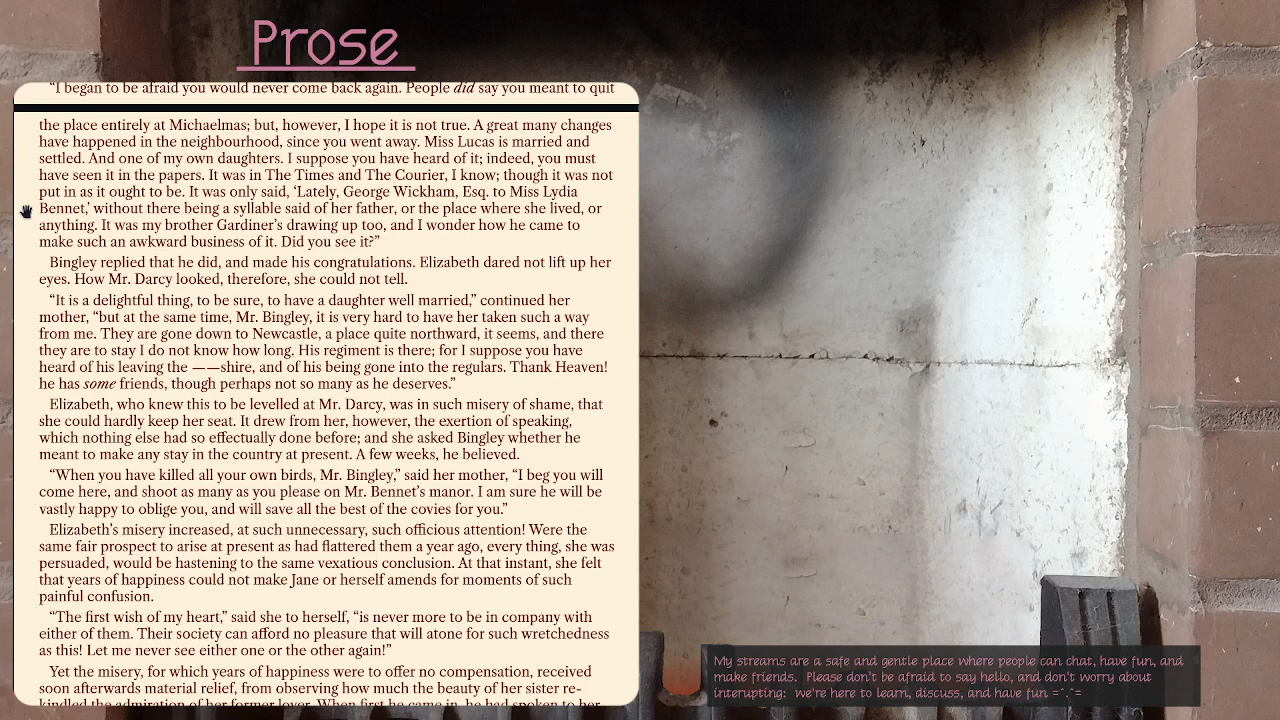 Prose
“I began to be afraid you would never come back again. People did say you meant to quit
the place entirely at Michaelmas; but, however, I hope it is not true. A great many changes
have happened in the neighbourhood, since you went away. Miss Lucas is married and
settled. And one of my own daughters. I suppose you have heard of it; indeed, you must
have seen it in the papers. It was in The Times and The Courier, I know; though it was not
put in as it ought to be. It was only said, ‘Lately, George Wickham, Esq. to Miss Lydia
Bennet,’ without there being a syllable said of her father, or the place where she lived, or
anything. It was my brother Gardiner’s drawing up too, and I wonder how he came to
make such an awkward business of it. Did you see it?”
Bingley replied that he did, and made his congratulations. Elizabeth dared not lift up her
eyes. How Mr. Darcy looked, therefore, she could not tell.
“It is a delightful thing, to be sure, to have a daughter well married,” continued her
mother, “but at the same time, Mr. Bingley, it is very hard to have her taken such a way
from me. They are gone down to Newcastle, a place quite northward, it seems, and there
they are to stay I do not know how long. His regiment is there; for I suppose you have
heard of his leaving the ——shire, and of his being gone into the regulars. Thank Heaven!
he has some friends, though perhaps not so many as he deserves.”
Elizabeth, who knew this to be levelled at Mr. Darcy, was in such misery of shame, that
she could hardly keep her seat. It drew from her, however, the exertion of speaking,
which nothing else had so effectually done before; and she asked Bingley whether he
meant to make any stay in the country at present. A few weeks, he believed.
“When you have killed all your own birds, Mr. Bingley,” said her mother, “I beg you will
come here, and shoot as many as you please on Mr. Bennet’s manor. I am sure he will be
vastly happy to oblige you, and will save all the best of the covies for you.”
Elizabeth’s misery increased, at such unnecessary, such officious attention! Were the
same fair prospect to arise at present as had flattered them a year ago, every thing, she was
persuaded, would be hastening to the same vexatious conclusion. At that instant, she felt
that years of happiness could not make Jane or herself amends for moments of such
painful confusion.
“The first wish of my heart,” said she to herself, “is never more to be in company with
either of them. Their society can afford no pleasure that will atone for such wretchedness
as this! Let me never see either one or the other again!”
Yet the misery, for which years of happiness were to offer no compensation, received
soon afterwards material relief, from observing how much the beauty of her sister re-
kindled the admiration of her former lover. When first he came in, he had spoken to her
My streams are a safe and gentle place where people can chat, have fun, and
make friends. Please don't be afraid to say hello, and don't worry about
interupting; we're here to learn, discuss, and have fun =^.^=